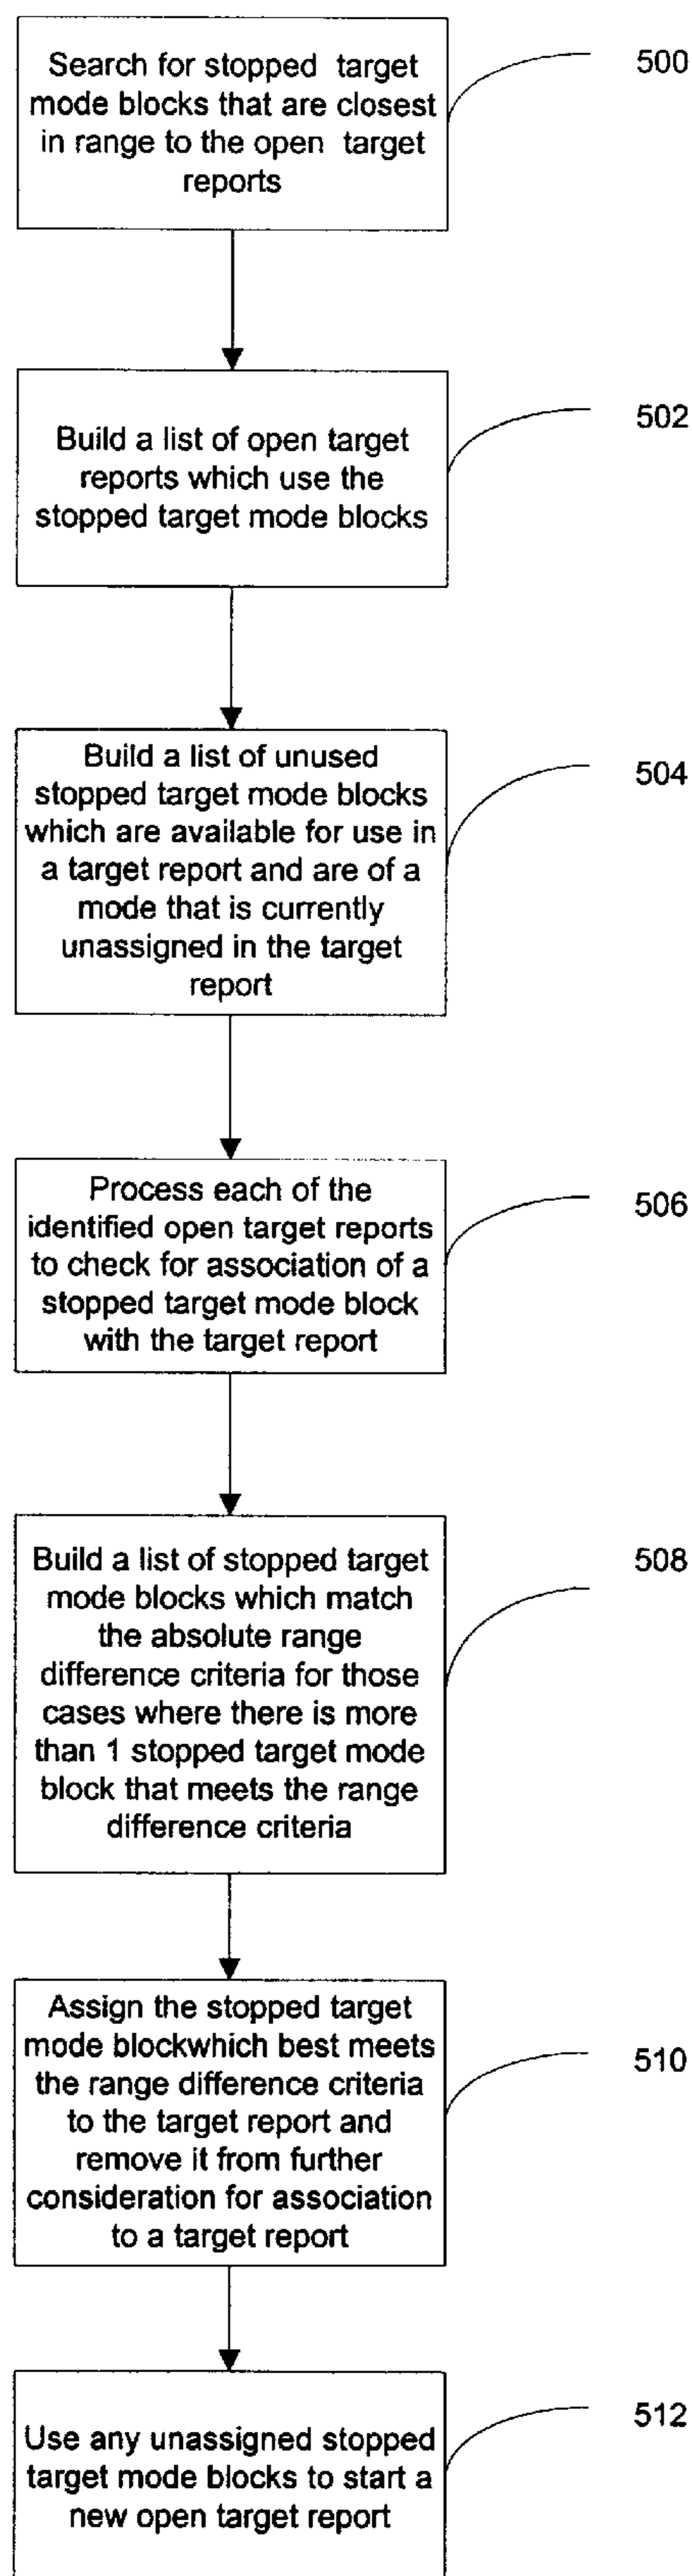 Search for stopped target
mode blocks that are closest
in range to the open target
reports
500
Build a list of open target
reports which use the
stopped target mode blocks
502
Build a list of unused
stopped target mode blocks
which are available for use in
a target report and are of a
mode that is currently
unassigned in the target
report
504
Process each of the
identified open target reports
to check for association of a
stopped target mode block
with the target report
506
Build a list of stopped target
mode blocks which match
the absolute range
difference criteria for those
cases where there is more
than 1 stopped target mode
block that meets the range
difference criteria
508
Assign the stopped target
mode blockwhich best meets
the range difference criteria
to the target report and
remove it from further
consideration for association
to a target report
510
Use any unassigned stopped
target mode blocks to start a
new open target report
512